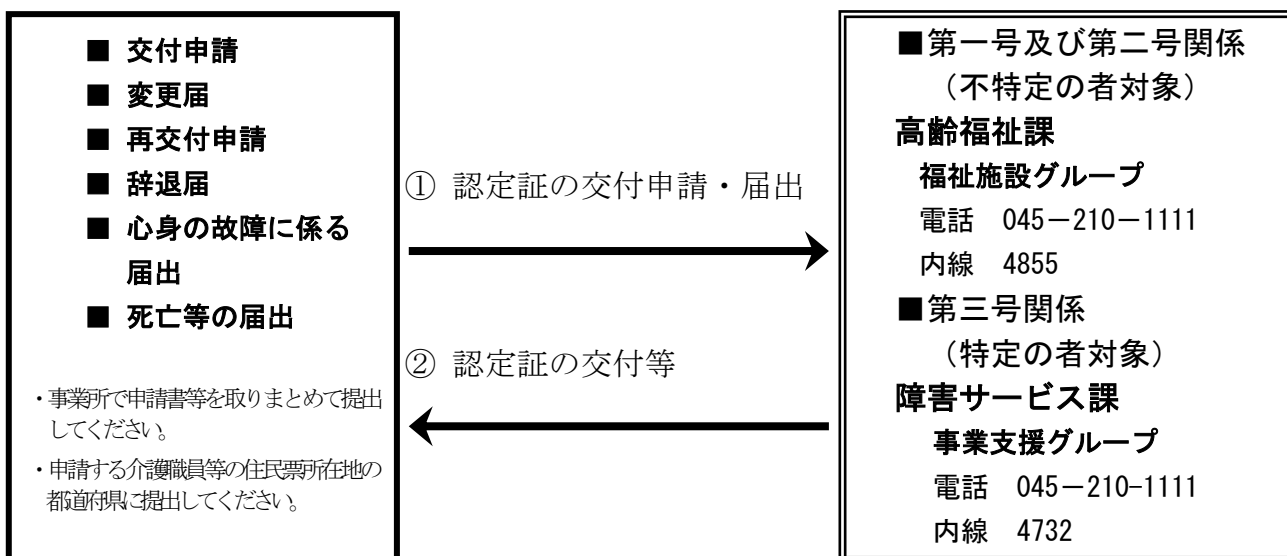 ■ 交付申請
■ 変更届
■ 再交付申請
■ 辞退届
■ 心身の故障に係る
届出
■ 死亡等の届出
・事業所で申請書等を取りまとめて提出
してください。
・申請する介護職員等の住民票所在地の
都道府県に提出してください。
① 認定証の交付申請・届出
② 認定証の交付等
■第一号及び第二号関係
（不特定の者対象）
高齢福祉課
福祉施設グループ
電話　045－210－1111
内線　4855
■第三号関係
（特定の者対象）
障害サービス課
事業支援グループ
電話　045－210-1111
内線　4732